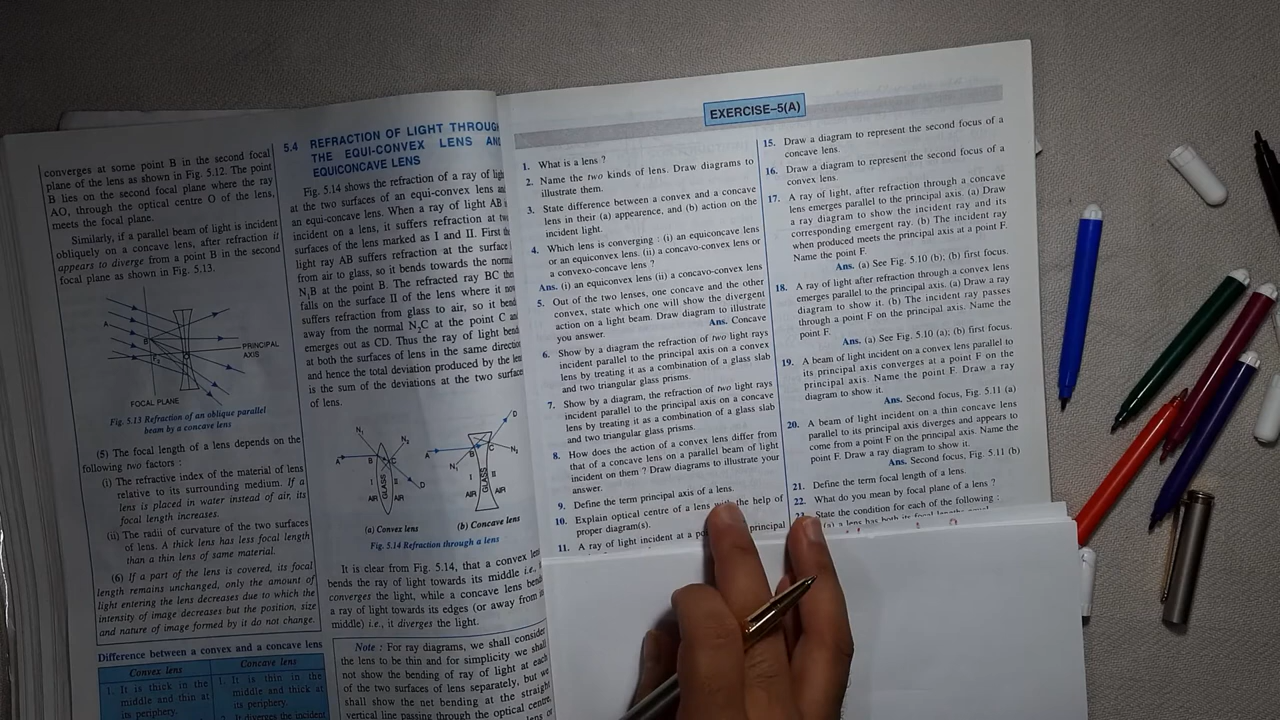 converges at some point B in the second focal
plane of the lens as shown in Fig. 5.12. The point
B lies on the second focal plane where the ray
AO, through the optical centre O of the lens,
meets the focal plane.
Similarly, if a parallel beam of light is incident
obliquely on a concave lens, after refraction it
appears to diverge from a point B in the second
focal plane as shown in Fig. 5.13.
A
B
F₂
O
PRINCIPAL
AXIS
FOCAL PLANE
Fig. 5.13 Refraction of an oblique parallel
beam by a concave lens
(5) The focal length of a lens depends on the
following two factors :
(i) The refractive index of the material of lens
relative to its surrounding medium. If a
lens is placed in water instead of air, its
focal length increases.
(ii) The radii of curvature of the two surfaces
of lens. A thick lens has less focal length
than a thin lens of same material.
(6) If a part of the lens is covered, its focal
length remains unchanged, only the amount of
light entering the lens decreases due to which the
intensity of image decreases but the position, size
and nature of image formed by it do not change.
Difference between a convex and a concave lens
Convex lens
Concave lens
1. It is thick in the
middle and thin at
its periphery.
1. It is thin in the
middle and thick at
its periphery.
2. It diverges the incident
5.4 REFRACTION OF LIGHT THROUGH
THE EQUI-CONVEX LENS AND
EQUICONCAVE LENS
Fig. 5.14 shows the refraction of a ray of light
at the two surfaces of an equi-convex lens and
an equi-concave lens. When a ray of light AB is
incident on a lens, it suffers refraction at two
surfaces of the lens marked as I and II. First the
light ray AB suffers refraction at the surface I
from air to glass, so it bends towards the normal
N₁B at the point B. The refracted ray BC then
falls on the surface II of the lens where it now
suffers refraction from glass to air, so it bends
away from the normal N₂C at the point C and
emerges out as CD. Thus the ray of light bends
at both the surfaces of lens in the same direction
and hence the total deviation produced by the lens
is the sum of the deviations at the two surfaces
of lens.
N₁
N₂
A
B
C
D
I
II
GLASS
AIR
AIR
A
B
C
D
N₁
N₂
I
II
GLASS
AIR
AIR
(a) Convex lens
(b) Concave lens
Fig. 5.14 Refraction through a lens
It is clear from Fig. 5.14, that a convex lens
bends the ray of light towards its middle i.e.,
converges the light, while a concave lens bends
a ray of light towards its edges (or away from its
middle) i.e., it diverges the light.
Note : For ray diagrams, we shall consider
the lens to be thin and for simplicity we shall
not show the bending of ray of light at each
of the two surfaces of lens separately, but we
shall show the net bending at the straight
vertical line passing through the optical centre,
lens or
EXERCISE–5(A)
1. What is a lens ?
2. Name the two kinds of lens. Draw diagrams to
illustrate them.
3. State difference between a convex and a concave
lens in their (a) appearance, and (b) action on the
incident light.
4. Which lens is converging : (i) an equiconcave lens
or an equiconvex lens. (ii) a concavo-convex lens or
a convexo-concave lens ?
Ans. (i) an equiconvex lens (ii) a concavo-convex lens
5. Out of the two lenses, one concave and the other
convex, state which one will show the divergent
action on a light beam. Draw diagram to illustrate
you answer.
Ans. Concave
6. Show by a diagram the refraction of two light rays
incident parallel to the principal axis on a convex
lens by treating it as a combination of a glass slab
and two triangular glass prisms.
7. Show by a diagram, the refraction of two light rays
incident parallel to the principal axis on a concave
lens by treating it as a combination of a glass slab
and two triangular glass prisms.
8. How does the action of a convex lens differ from
that of a concave lens on a parallel beam of light
incident on them ? Draw diagrams to illustrate your
answer.
9. Define the term principal axis of a lens.
10. Explain optical centre of a lens with the help of
proper diagram(s).
11. A ray of light incident at a principal
15. Draw a diagram to represent the second focus of a
concave lens.
16. Draw a diagram to represent the second focus of a
convex lens.
17. A ray of light, after refraction through a concave
lens emerges parallel to the principal axis. (a) Draw
a ray diagram to show the incident ray and its
corresponding emergent ray. (b) The incident ray
when produced meets the principal axis at a point F.
Name the point F.
Ans. (a) See Fig. 5.10 (b); (b) first focus.
18. A ray of light after refraction through a convex lens
emerges parallel to the principal axis. (a) Draw a ray
diagram to show it. (b) The incident ray passes
through a point F on the principal axis. Name the
point F.
Ans. (a) See Fig. 5.10 (a); (b) first focus.
19. A beam of light incident on a convex lens parallel to
its principal axis converges at a point F on the
principal axis. Name the point F. Draw a ray
diagram to show it.
Ans. Second focus, Fig. 5.11 (a)
20. A beam of light incident on a thin concave lens
parallel to its principal axis diverges and appears to
come from a point F on the principal axis. Name the
point F. Draw a ray diagram to show it.
Ans. Second focus, Fig. 5.11 (b)
21. Define the term focal length of a lens.
22. What do you mean by focal plane of a lens ?
23. State the condition for each of the following :
(a) a lens has both its focal lengths equal